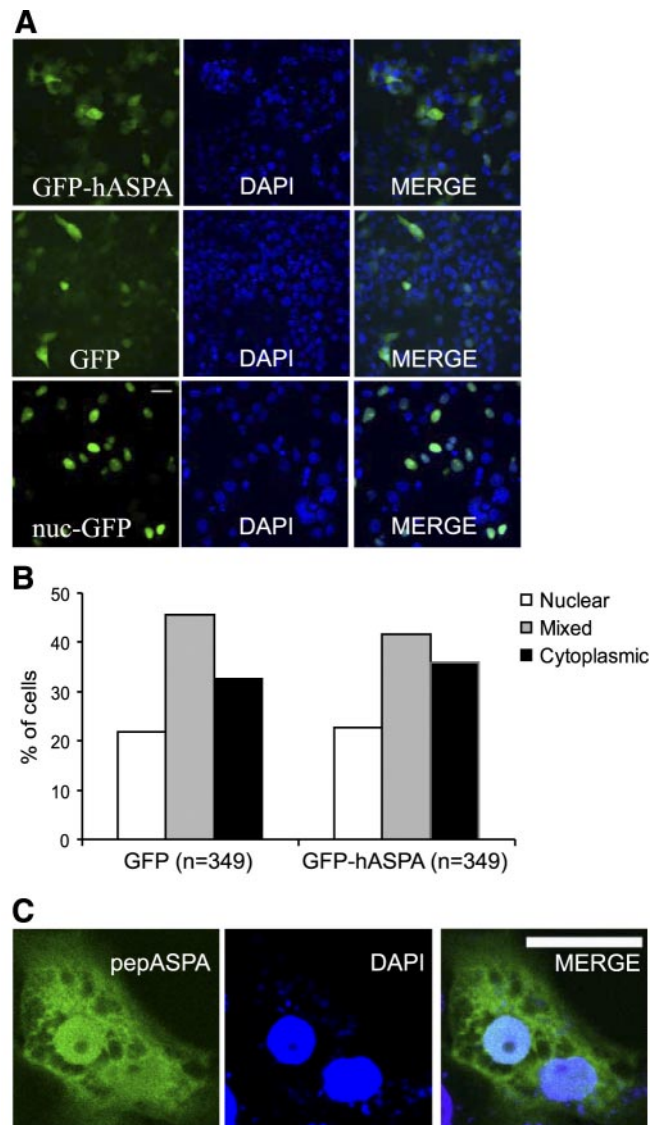 A
GFP-hASPA DAPI MERGE
GFP DAPI MERGE
nuc-GFP DAPI MERGE
B
50
40
30
20
10
0
% of cells
Nuclear
Mixed
Cytoplasmic
GFP (n=349) GFP-hASPA (n=349)
C
pepASPA DAPI MERGE